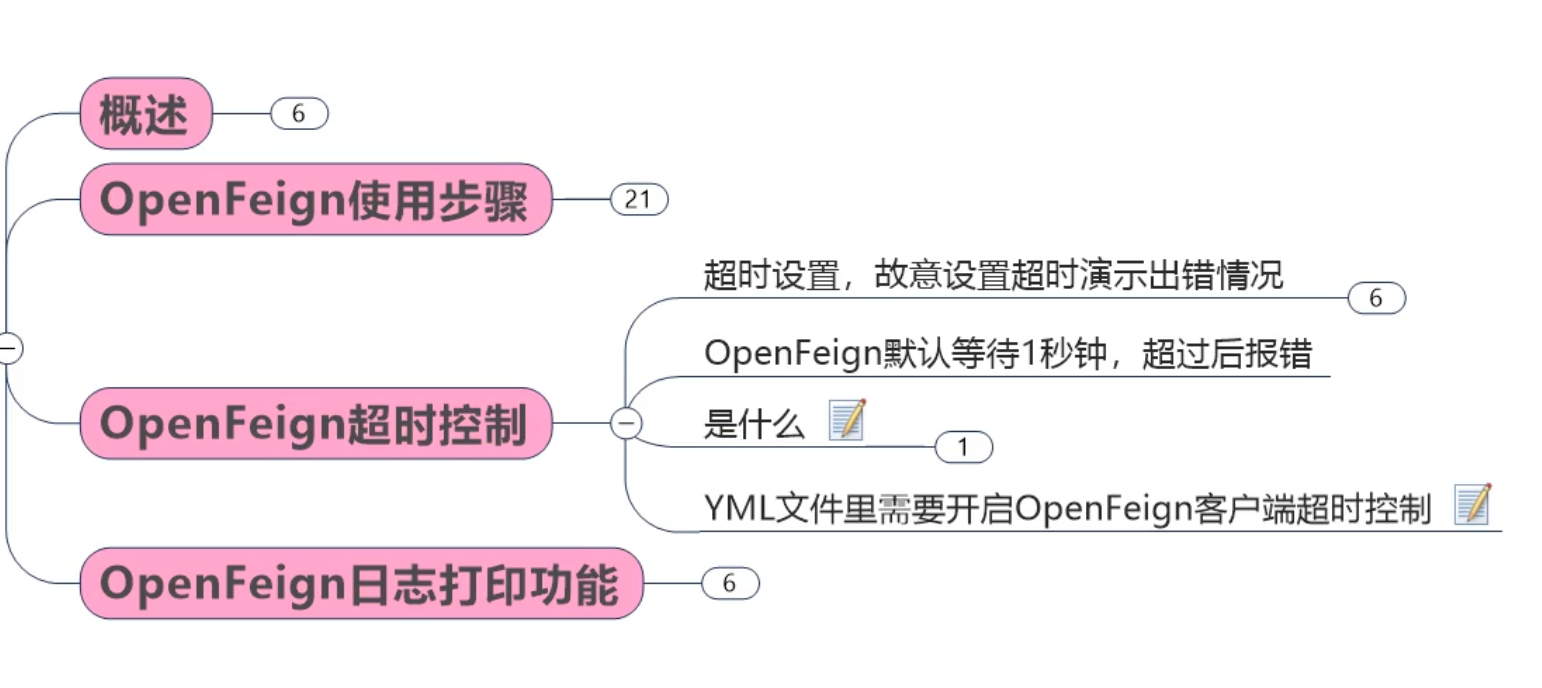 概述
6
OpenFeign使用步骤
21
OpenFeign超时控制
超时设置，故意设置超时演示出错情况
6
OpenFeign默认等待1秒钟，超过后报错
是什么
1
YML文件里需要开启OpenFeign客户端超时控制
OpenFeign日志打印功能
6